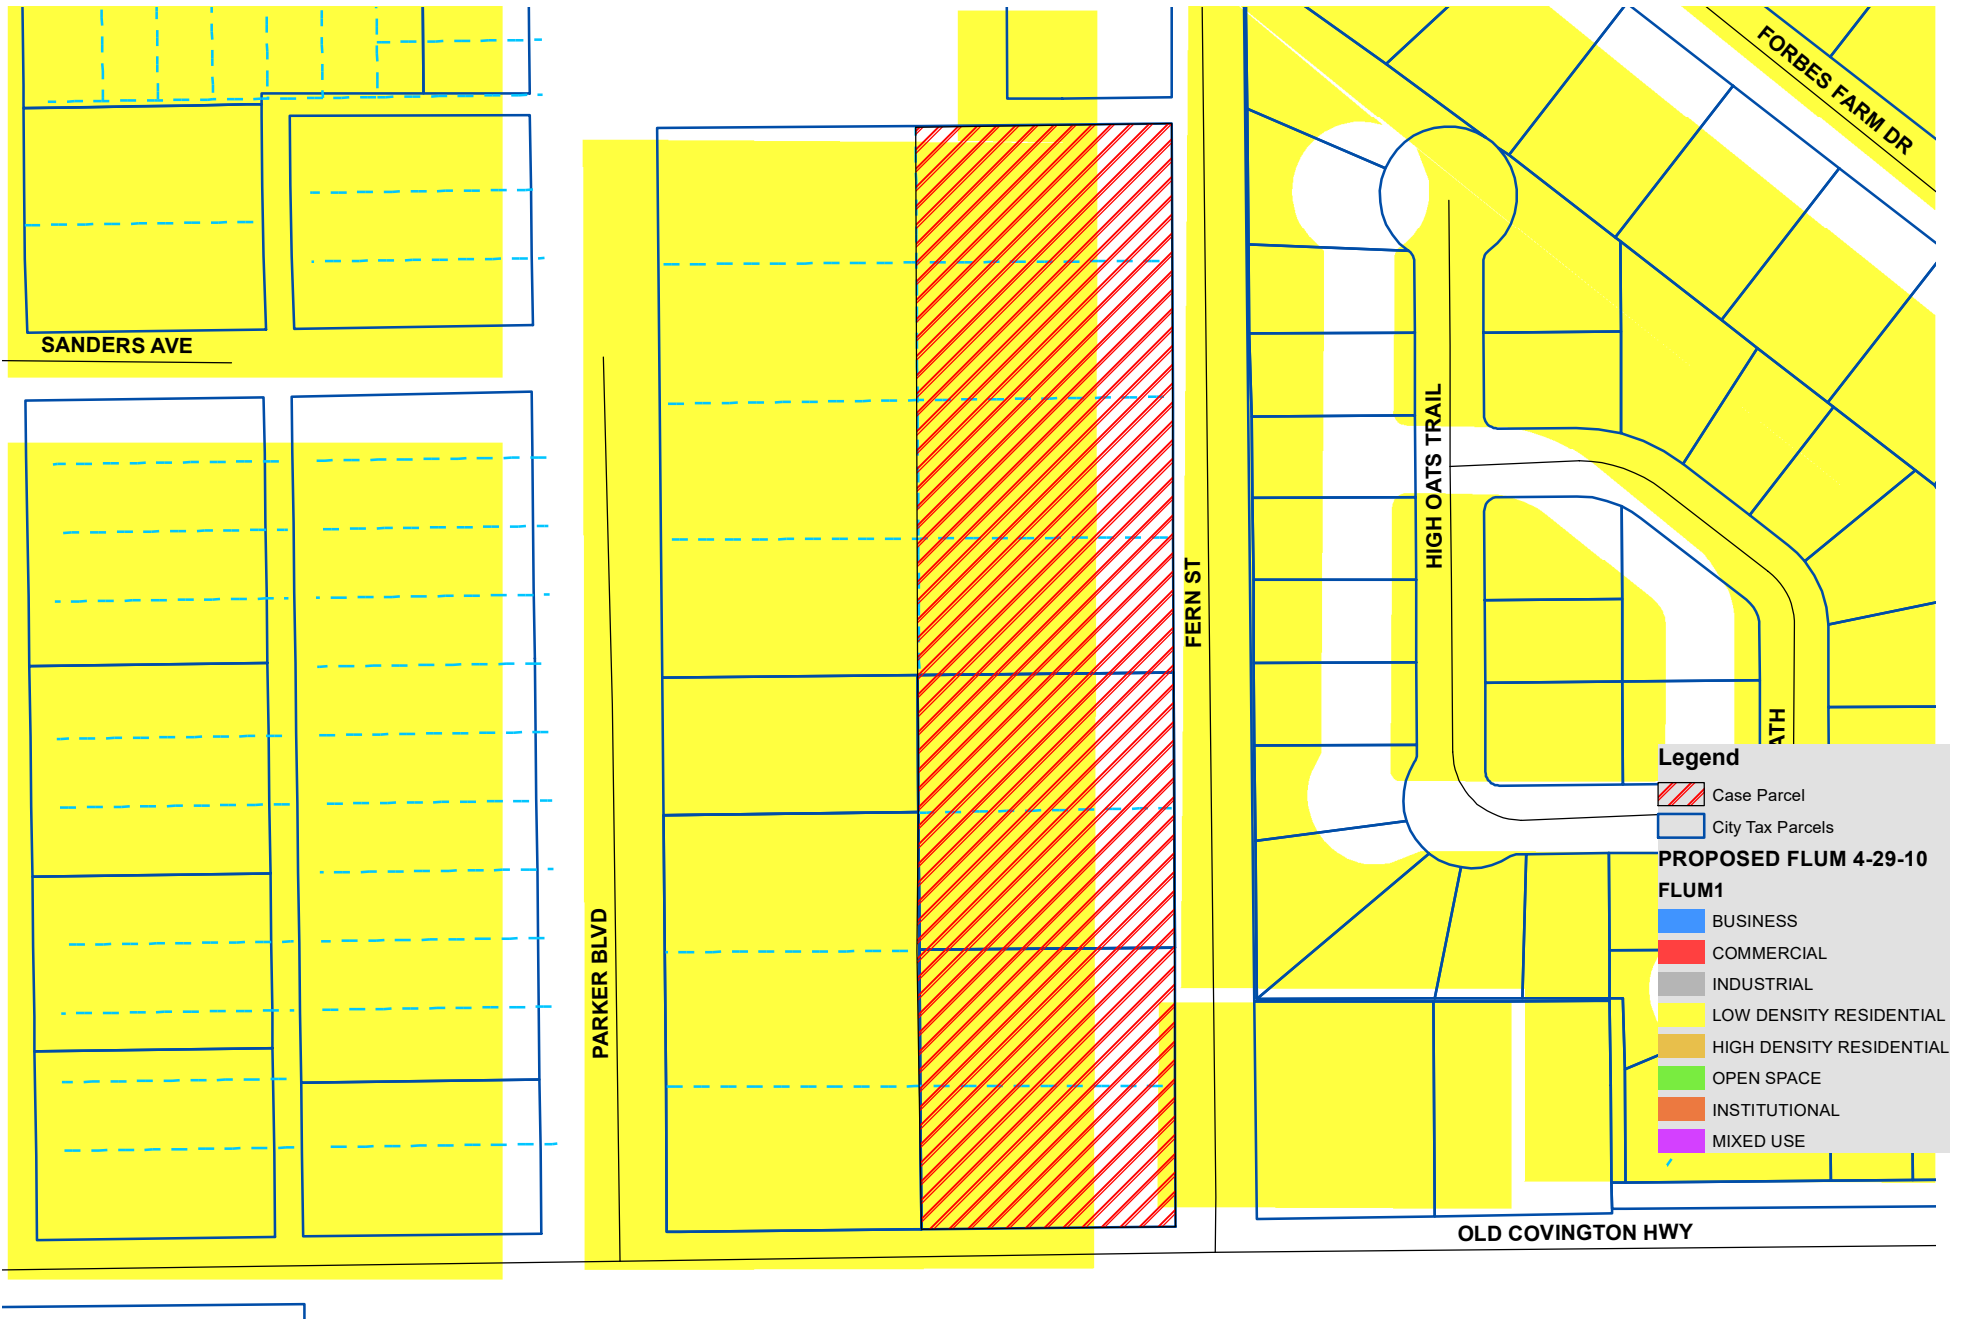 FORBES FARM DR
SANDERS AVE
HIGH OATS TRAIL
FERN ST
PARKER BLVD
ATH
OLD COVINGTON HWY
Legend
Case Parcel
City Tax Parcels
PROPOSED FLUM 4-29-10
FLUM1
BUSINESS
COMMERCIAL
INDUSTRIAL
LOW DENSITY RESIDENTIAL
HIGH DENSITY RESIDENTIAL
OPEN SPACE
INSTITUTIONAL
MIXED USE